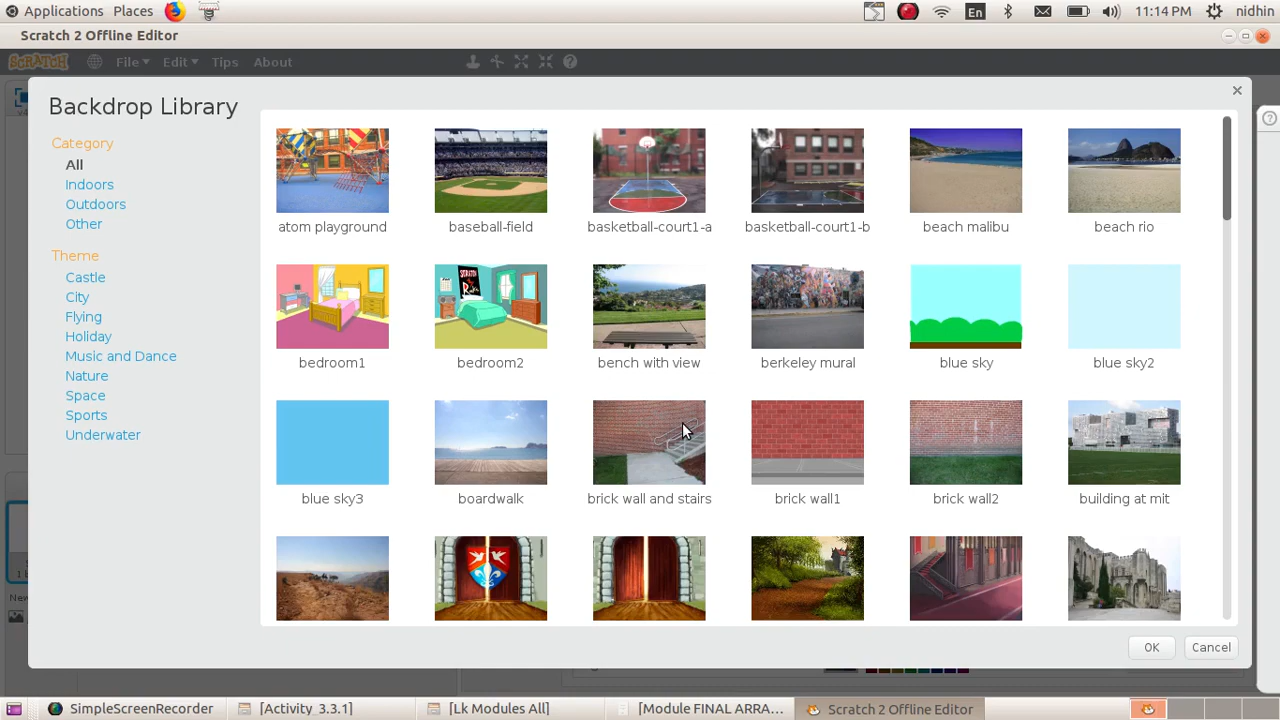 Applications Places En 11:14 PM nidhin
Scratch 2 Offline Editor
SCRATCH File Edit Tips About
Backdrop Library
Category
All
Indoors
Outdoors
Other
Theme
Castle
City
Flying
Holiday
Music and Dance
Nature
Space
Sports
Underwater
atom playground baseball-field basketball-court1-a basketball-court1-b beach malibu beach rio
bedroom1 bedroom2 bench with view berkeley mural blue sky blue sky2
blue sky3 boardwalk brick wall and stairs brick wall1 brick wall2 building at mit
OK Cancel
SimpleScreenRecorder [Activity_3.3.1] [Lk Modules All] [Module FINAL ARRA... Scratch 2 Offline Editor